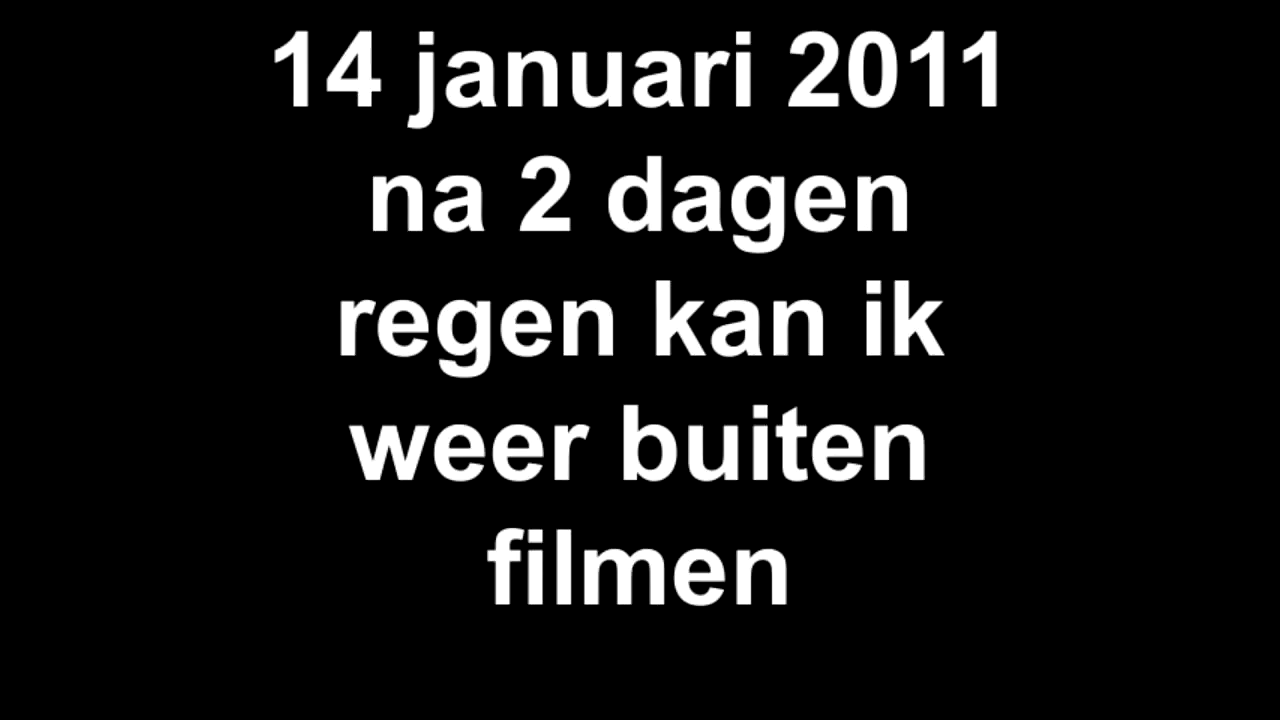 14 januari 2011
na 2 dagen
regen kan ik
weer buiten
filmen